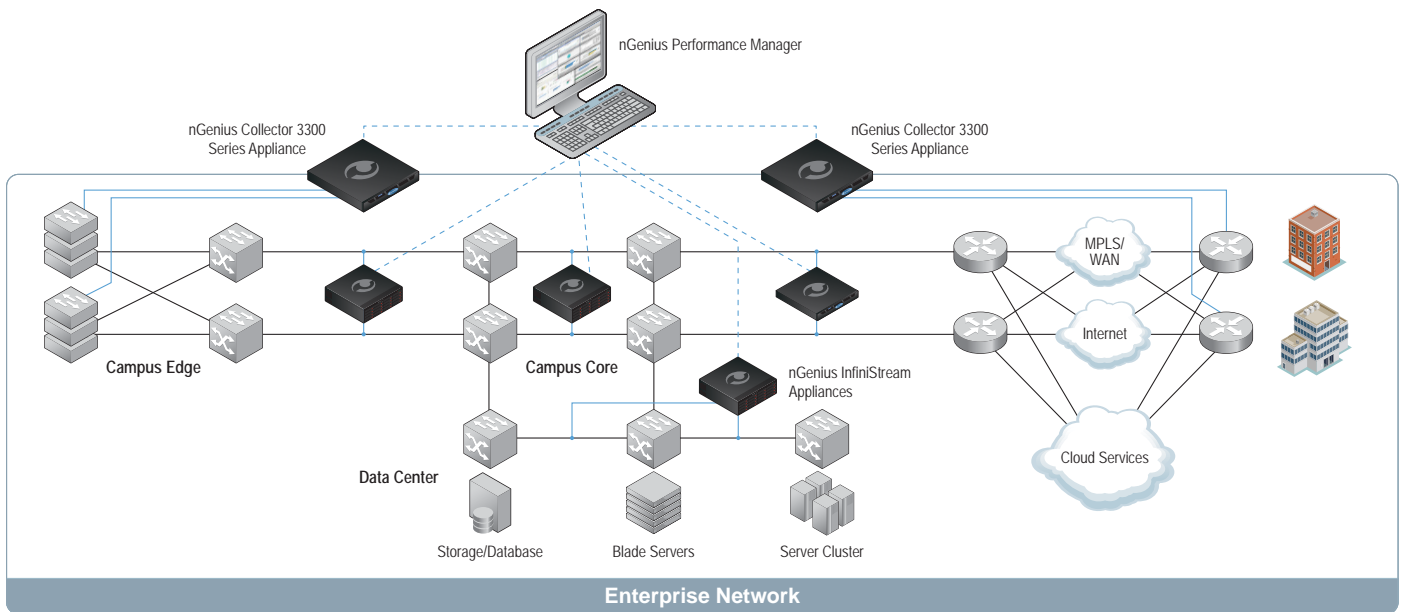 nGenius Performance Manager
nGenius Collector 3300
Series Appliance
nGenius Collector 3300
Series Appliance
MPLS/
WAN
Internet
Campus Edge
Campus Core
nGenius InfiniStream
Appliances
Cloud Services
Data Center
Storage/Database
Blade Servers
Server Cluster
Enterprise Network